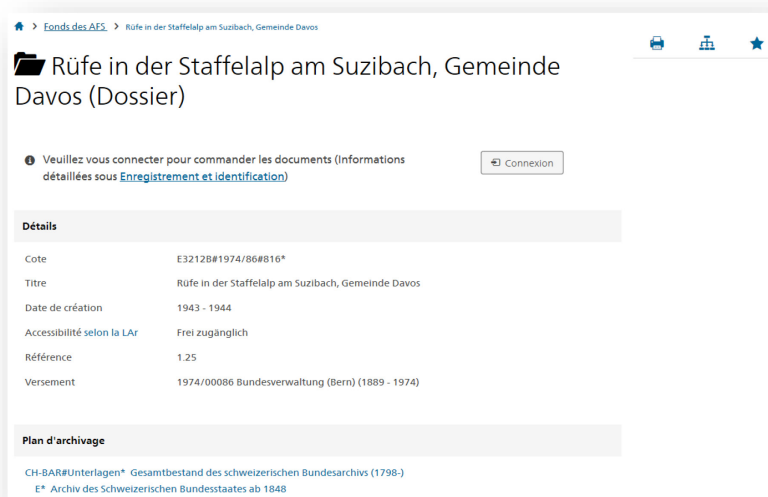 Fonds des AFS > Rüfe in der Staffelalp am Suzibach, Gemeinde Davos
Rüfe in der Staffelalp am Suzibach, Gemeinde
Davos (Dossier)
Veuillez vous connecter pour commander les documents (Informations
détaillées sous Enregistrement et identification)
Connexion
Détails
Cote E3212B#1974/86#816*
Titre Rüfe in der Staffelalp am Suzibach, Gemeinde Davos
Date de création 1943 - 1944
Accessibilité selon la LAr Frei zugänglich
Référence 1.25
Versement 1974/00086 Bundesverwaltung (Bern) (1889 - 1974)
Plan d'archivage
CH-BAR#Unterlagen* Gesamtbestand des schweizerischen Bundesarchivs (1798-)
E* Archiv des Schweizerischen Bundesstaates ab 1848